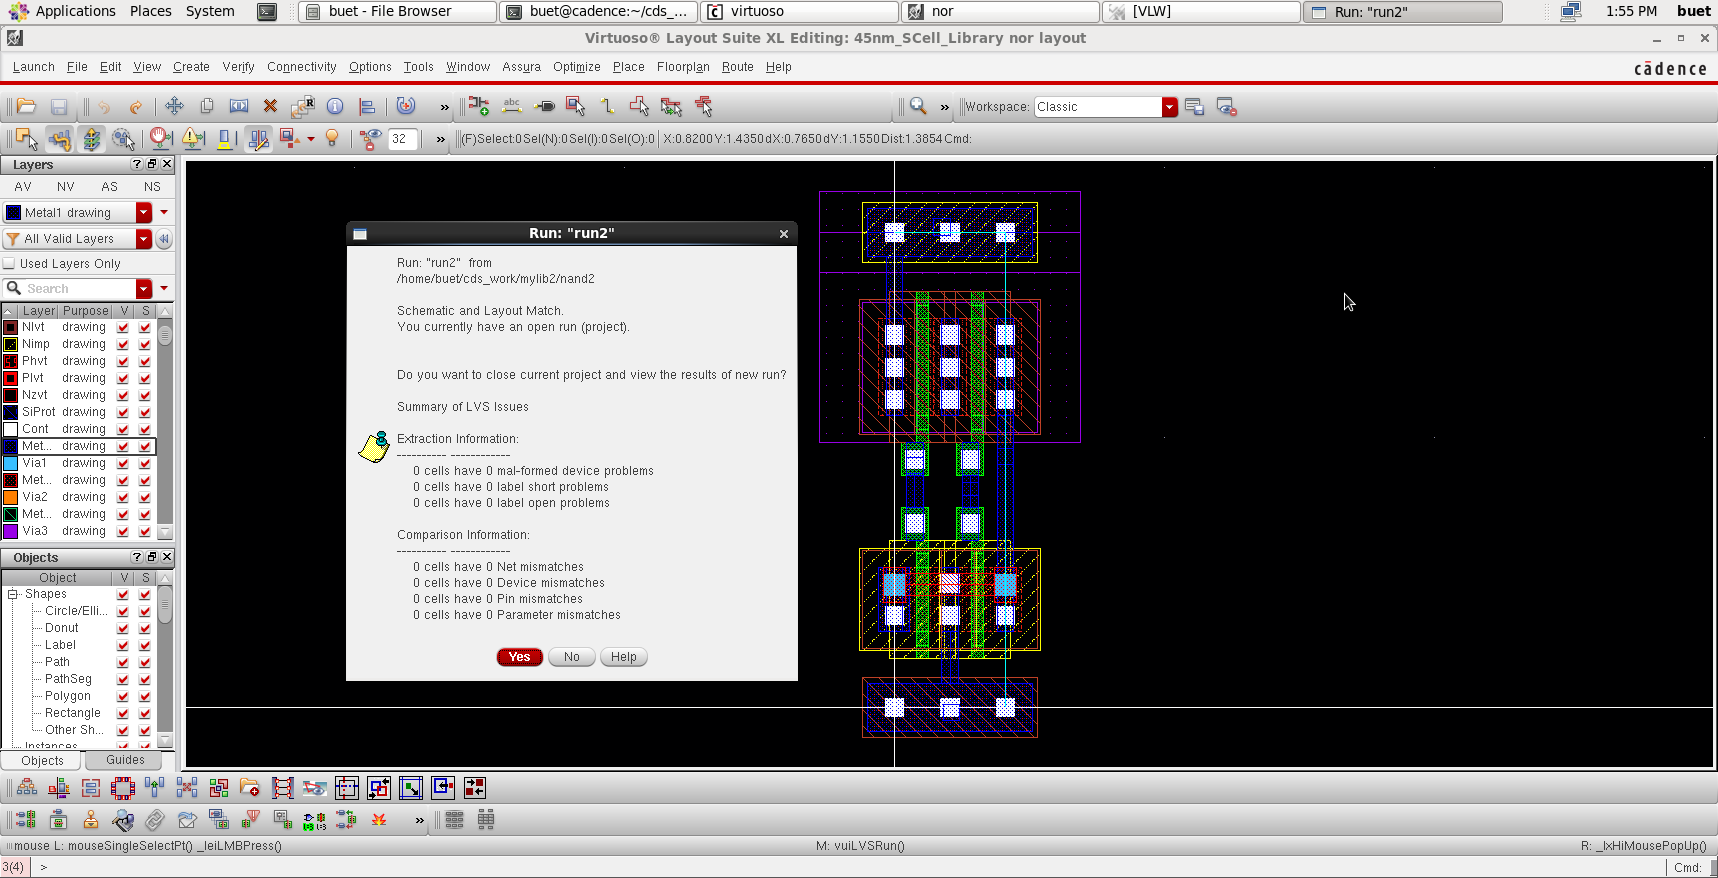 Applications Places System
buet - File Browser
buet@cadence:~/cds_...
virtuoso
nor
[VLW]
Run: "run2"
1:55 PM buet
Virtuoso® Layout Suite XL Editing: 45nm_SCell_Library nor layout
Launch File Edit View Create Verify Connectivity Options Tools Window Assura Optimize Place Floorplan Route Help
cādence
abc
R
»
»
Workspace: Classic
32
»
(F)Select:0 Sel(N):0 Sel(I):0 Sel(O):0 X:0.8200 Y:1.4350 dX:0.7650 dY:1.1550 Dist:1.3854 Cmd:
Layers
AV NV AS NS
Metal1 drawing
All Valid Layers
Used Layers Only
Search
Layer Purpose V S
Nlvt drawing
Nimp drawing
Phvt drawing
Plvt drawing
Nzvt drawing
SiProt drawing
Cont drawing
Met... drawing
Via1 drawing
Met... drawing
Via2 drawing
Met... drawing
Via3 drawing
Objects
Object V S
Shapes
Circle/Elli...
Donut
Label
Path
PathSeg
Polygon
Rectangle
Other Sh...
Instances
Objects Guides
Run: "run2"
Run: "run2" from
/home/buet/cds_work/mylib2/nand2
Schematic and Layout Match.
You currently have an open run (project).
Do you want to close current project and view the results of new run?
Summary of LVS Issues
Extraction Information:
---------- ------------
0 cells have 0 mal-formed device problems
0 cells have 0 label short problems
0 cells have 0 label open problems
Comparison Information:
---------- ------------
0 cells have 0 Net mismatches
0 cells have 0 Device mismatches
0 cells have 0 Pin mismatches
0 cells have 0 Parameter mismatches
Yes No Help
»
mouse L: mouseSingleSelectPt() _leiLMBPress()
M: vuiLVSRun()
R: _lxHiMousePopUp()
3(4) >
Cmd: